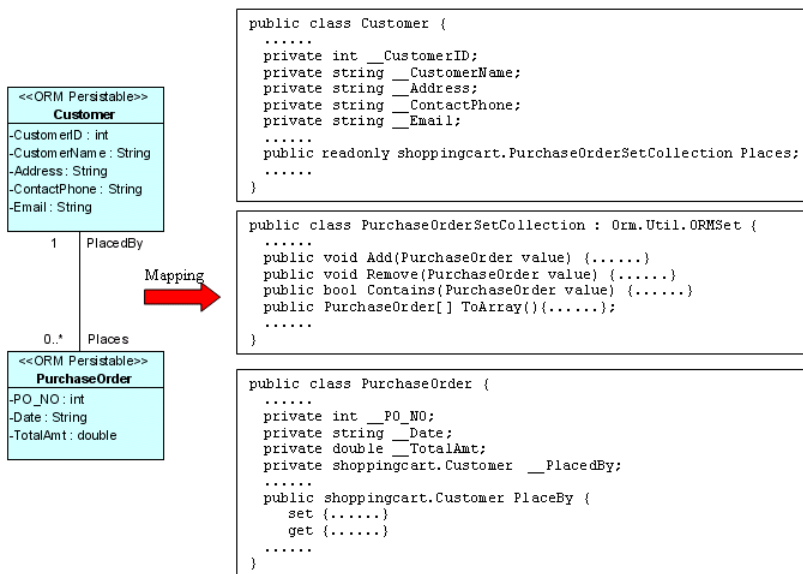 <<ORM Persistable>>
Customer
-CustomerID : int
-CustomerName : String
-Address : String
-ContactPhone : String
-Email : String
1 PlacedBy
0..* Places
<<ORM Persistable>>
PurchaseOrder
-PO_NO : int
-Date : String
-TotalAmt : double
Mapping
public class Customer {
......
private int __CustomerID;
private string __CustomerName;
private string __Address;
private string __ContactPhone;
private string __Email;
......
public readonly shoppingcart.PurchaseOrderSetCollection Places;
......
}
public class PurchaseOrderSetCollection : Orm.Util.ORMSet {
......
public void Add(PurchaseOrder value) {......}
public void Remove(PurchaseOrder value) {......}
public bool Contains(PurchaseOrder value) {......}
public PurchaseOrder[] ToArray(){......};
......
}
public class PurchaseOrder {
......
private int __PO_NO;
private string __Date;
private double __TotalAmt;
private shoppingcart.Customer __PlacedBy;
......
public shoppingcart.Customer PlaceBy {
set {......}
get {......}
......
}